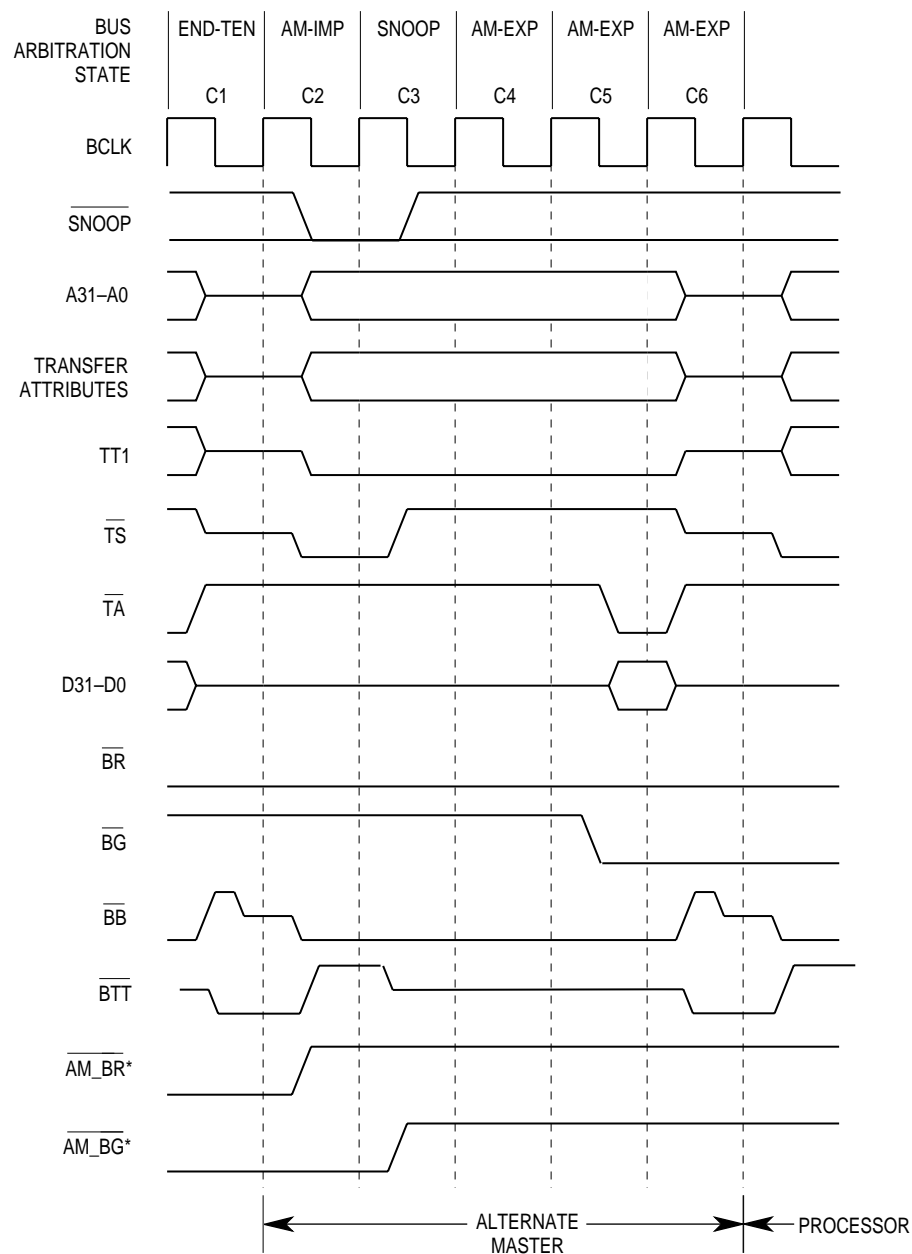 BUS
ARBITRATION
STATE
END-TEN AM-IMP SNOOP AM-EXP AM-EXP AM-EXP
C1 C2 C3 C4 C5 C6
BCLK
SNOOP
A31–A0
TRANSFER
ATTRIBUTES
TT1
TS
TA
D31–D0
BR
BG
BB
BTT
AM_BR*
AM_BG*
ALTERNATE
MASTER
PROCESSOR